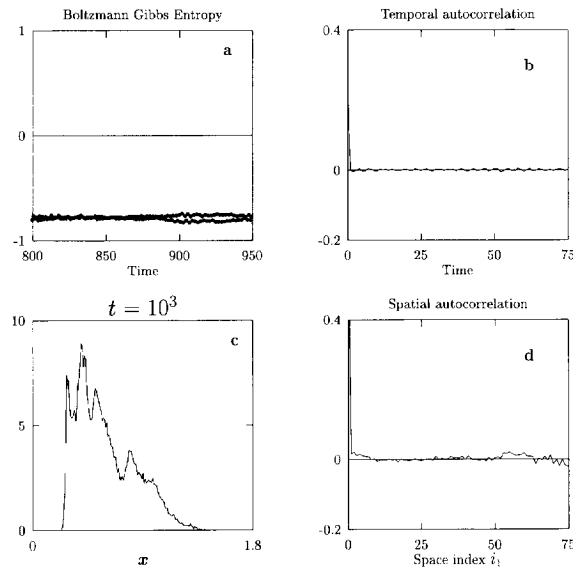 Boltzmann Gibbs Entropy
1
a
0
-1
800
850
900
950
Time
Temporal autocorrelation
0.4
b
0
-0.2
0
25
50
75
Time
t = 10³
10
c
5
0
0
1.8
x
Spatial autocorrelation
0.4
d
0
-0.2
0
25
50
75
Space index i₁